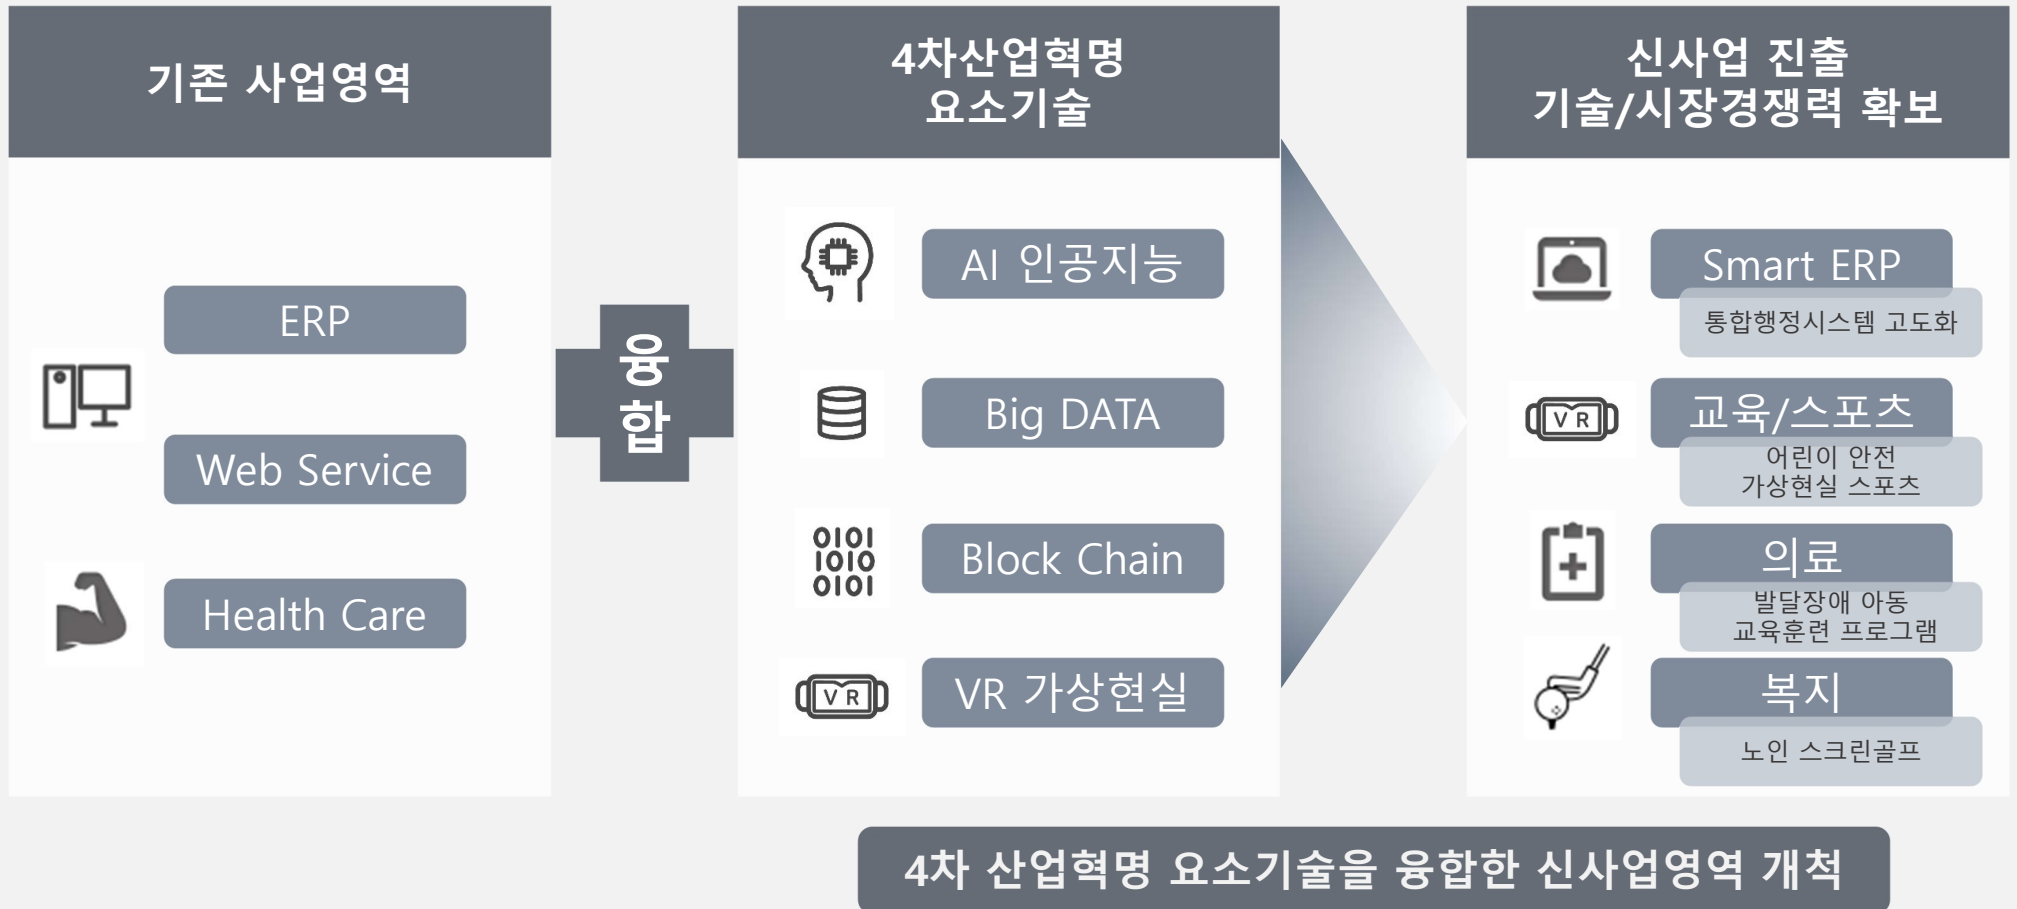 기존 사업영역
ERP
Web Service
Health Care
융
합
4차산업혁명
요소기술
AI 인공지능
Big DATA
0101
1010
0101
Block Chain
VR
VR 가상현실
신사업 진출
기술/시장경쟁력 확보
Smart ERP
통합행정시스템 고도화
VR
교육/스포츠
어린이 안전
가상현실 스포츠
의료
발달장애 아동
교육훈련 프로그램
복지
노인 스크린골프
4차 산업혁명 요소기술을 융합한 신사업영역 개척